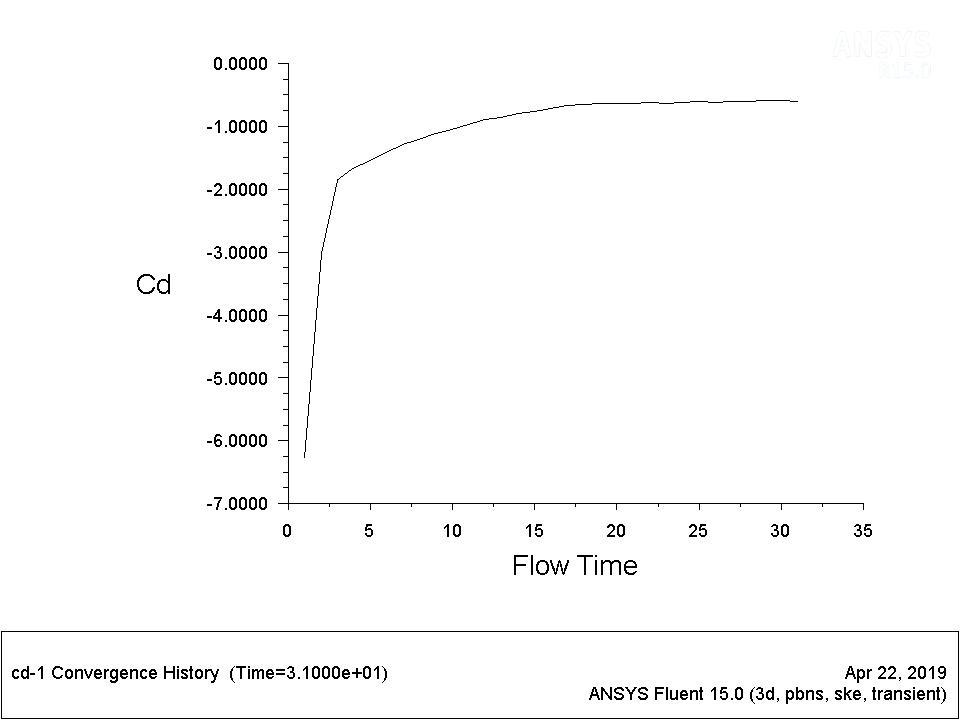 ANSYS
R15.0
0.0000
-1.0000
-2.0000
-3.0000
-4.0000
-5.0000
-6.0000
-7.0000
Cd
0 5 10 15 20 25 30 35
Flow Time
cd-1 Convergence History (Time=3.1000e+01)
Apr 22, 2019
ANSYS Fluent 15.0 (3d, pbns, ske, transient)